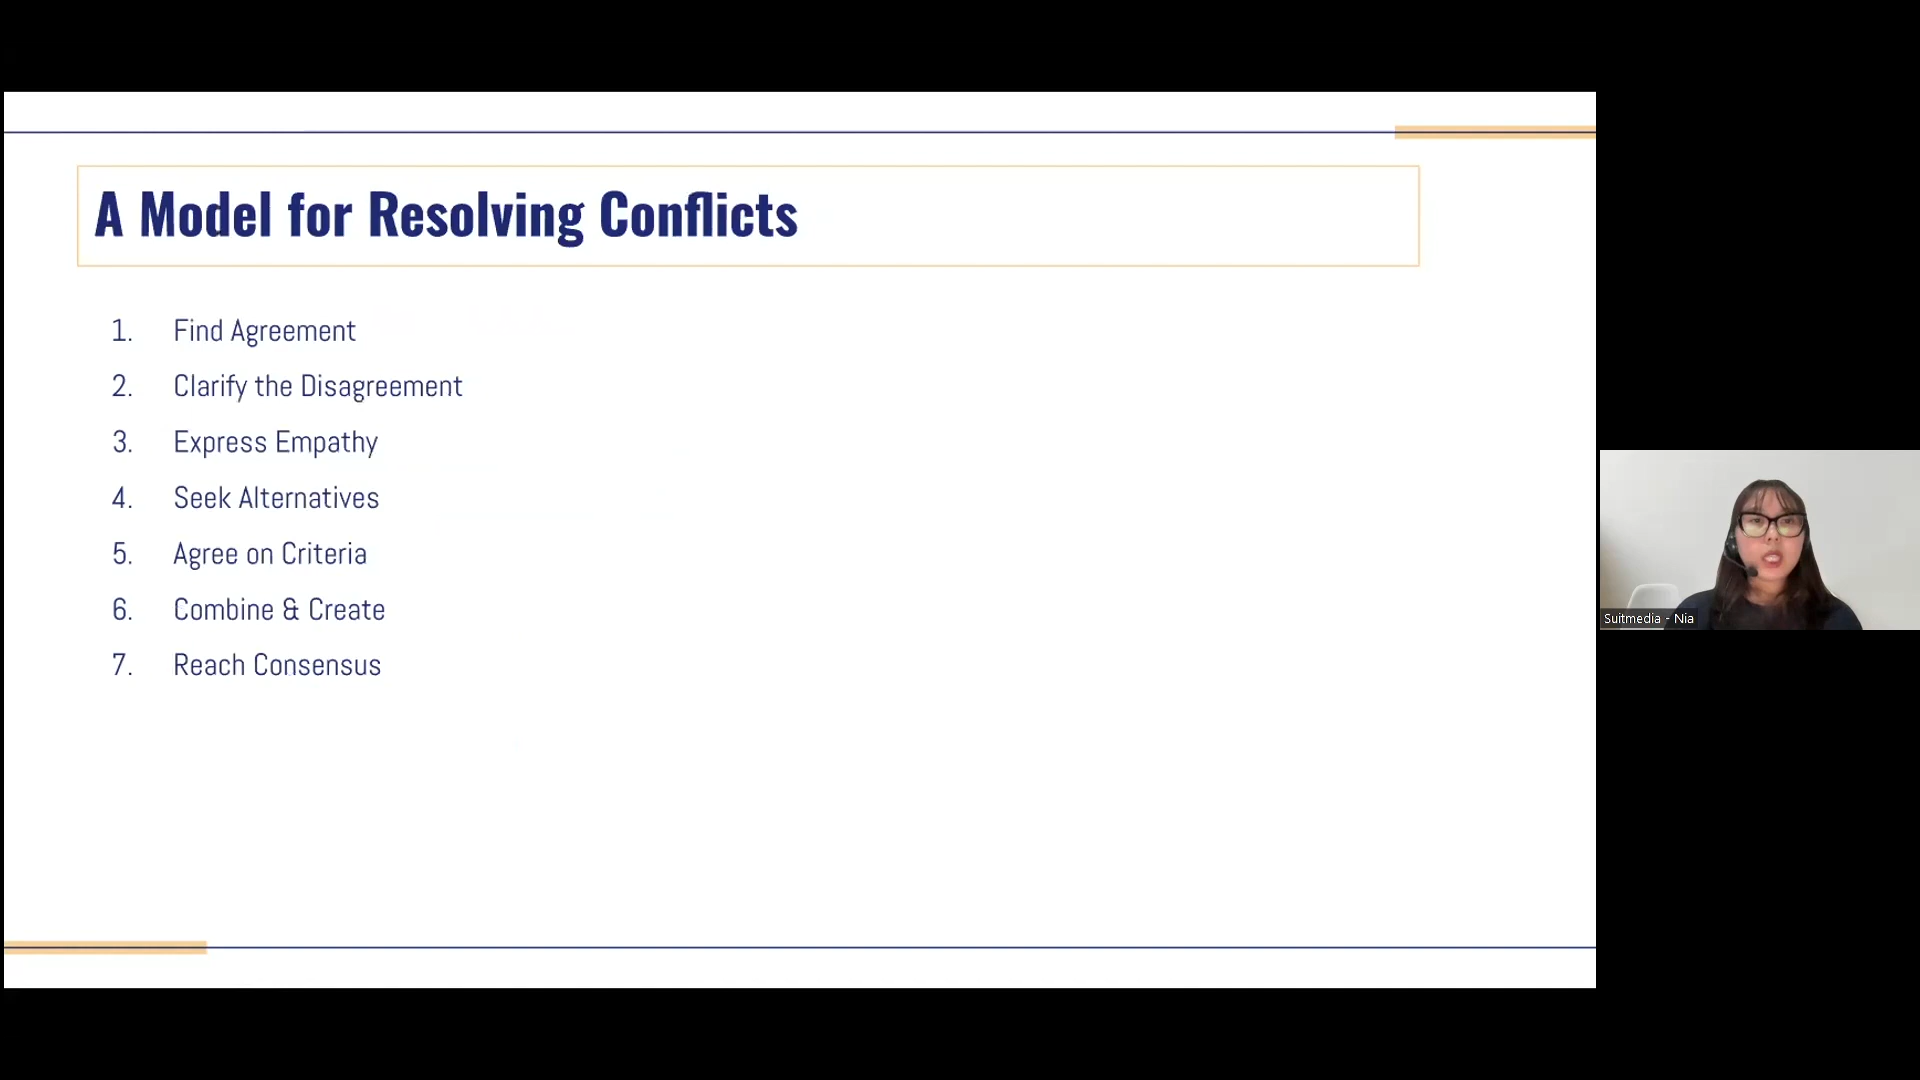 A Model for Resolving Conflicts
1. Find Agreement
2. Clarify the Disagreement
3. Express Empathy
4. Seek Alternatives
5. Agree on Criteria
6. Combine & Create
7. Reach Consensus
Suitmedia - Nia